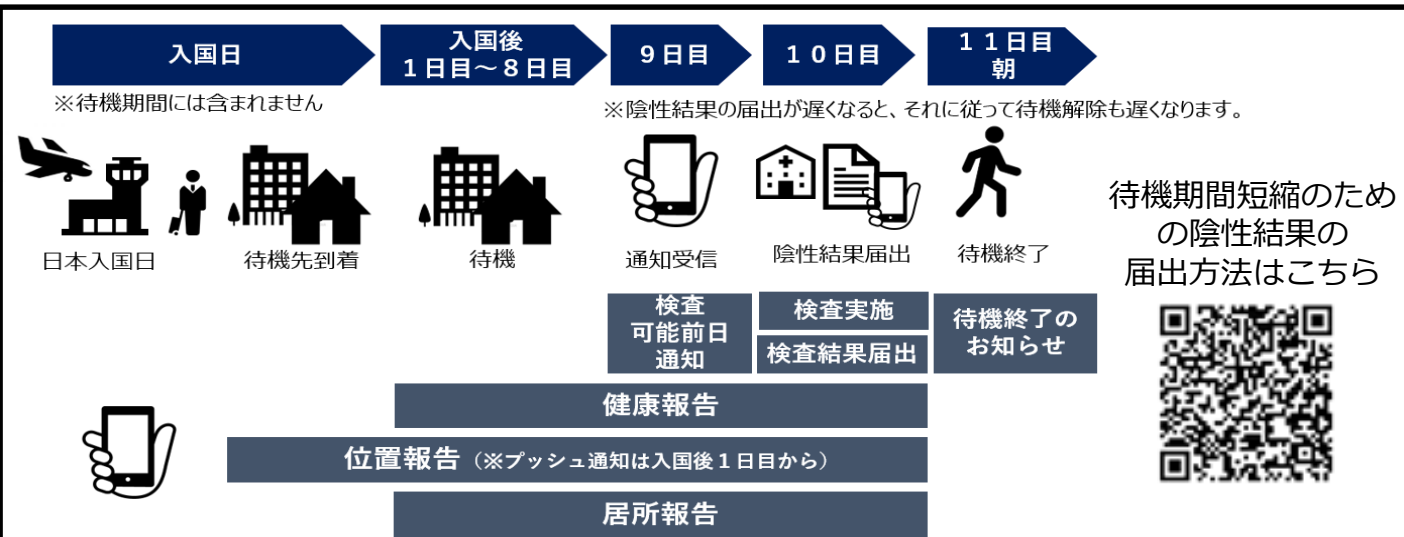 入国日
入国後
１日目～８日目
９日目
１０日目
１１日目
朝
※待機期間には含まれません
※陰性結果の届出が遅くなると、それに従って待機解除も遅くなります。
日本入国日
待機先到着
待機
通知受信
陰性結果届出
待機終了
待機期間短縮のため
の陰性結果の
届出方法はこちら
検査
可能前日
通知
検査実施
検査結果届出
待機終了の
お知らせ
健康報告
位置報告（※プッシュ通知は入国後１日目から）
居所報告